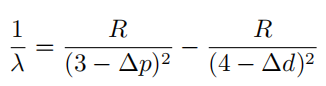 1/λ = R/(3 − Δp)² − R/(4 − Δd)²